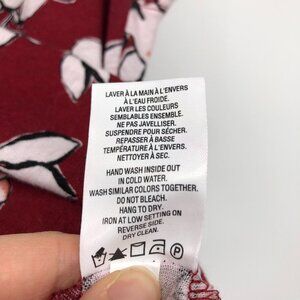 LAVER À LA MAIN À L'ENVERS
À L'EAU FROIDE.
LAVER LES COULEURS
SEMBLABLES ENSEMBLE.
NE PAS JAVELLISER.
SUSPENDRE POUR SÉCHER.
REPASSER À BASSE
TEMPÉRATURE À L'ENVERS.
NETTOYER À SEC.
HAND WASH INSIDE OUT
IN COLD WATER.
WASH SIMILAR COLORS TOGETHER.
DO NOT BLEACH.
HANG TO DRY.
IRON AT LOW SETTING ON
REVERSE SIDE.
DRY CLEAN.
P